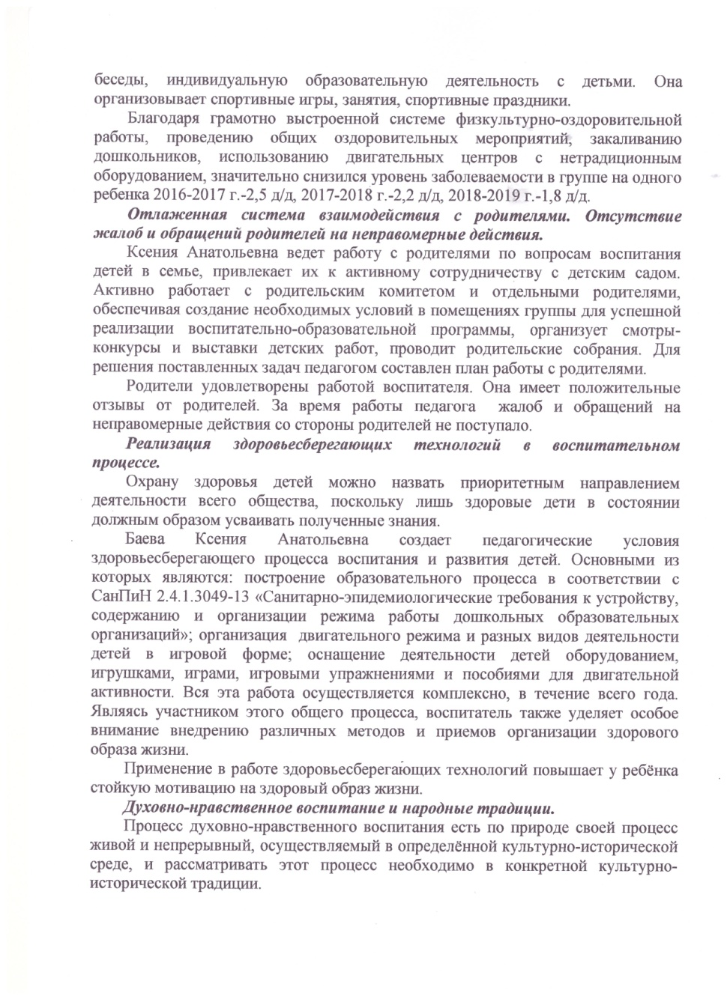 беседы, индивидуальную образовательную деятельность с детьми. Она
организовывает спортивные игры, занятия, спортивные праздники.
Благодаря грамотно выстроенной системе физкультурно-оздоровительной
работы, проведению общих оздоровительных мероприятий, закаливанию
дошкольников, использованию двигательных центров с нетрадиционным
оборудованием, значительно снизился уровень заболеваемости в группе на одного
ребенка 2016-2017 г.-2,5 д/д, 2017-2018 г.-2,2 д/д, 2018-2019 г.-1,8 д/д.
Отлаженная система взаимодействия с родителями. Отсутствие
жалоб и обращений родителей на неправомерные действия.
Ксения Анатольевна ведет работу с родителями по вопросам воспитания
детей в семье, привлекает их к активному сотрудничеству с детским садом.
Активно работает с родительским комитетом и отдельными родителями,
обеспечивая создание необходимых условий в помещениях группы для успешной
реализации воспитательно-образовательной программы, организует смотры-
конкурсы и выставки детских работ, проводит родительские собрания. Для
решения поставленных задач педагогом составлен план работы с родителями.
Родители удовлетворены работой воспитателя. Она имеет положительные
отзывы от родителей. За время работы педагога жалоб и обращений на
неправомерные действия со стороны родителей не поступало.
Реализация здоровьесберегающих технологий в воспитательном
процессе.
Охрану здоровья детей можно назвать приоритетным направлением
деятельности всего общества, поскольку лишь здоровые дети в состоянии
должным образом усваивать полученные знания.
Баева Ксения Анатольевна создает педагогические условия
здоровьесберегающего процесса воспитания и развития детей. Основными из
которых являются: построение образовательного процесса в соответствии с
СанПиН 2.4.1.3049-13 «Санитарно-эпидемиологические требования к устройству,
содержанию и организации режима работы дошкольных образовательных
организаций»; организация двигательного режима и разных видов деятельности
детей в игровой форме; оснащение деятельности детей оборудованием,
игрушками, играми, игровыми упражнениями и пособиями для двигательной
активности. Вся эта работа осуществляется комплексно, в течение всего года.
Являясь участником этого общего процесса, воспитатель также уделяет особое
внимание внедрению различных методов и приемов организации здорового
образа жизни.
Применение в работе здоровьесберегающих технологий повышает у ребёнка
стойкую мотивацию на здоровый образ жизни.
Духовно-нравственное воспитание и народные традиции.
Процесс духовно-нравственного воспитания есть по природе своей процесс
живой и непрерывный, осуществляемый в определённой культурно-исторической
среде, и рассматривать этот процесс необходимо в конкретной культурно-
исторической традиции.